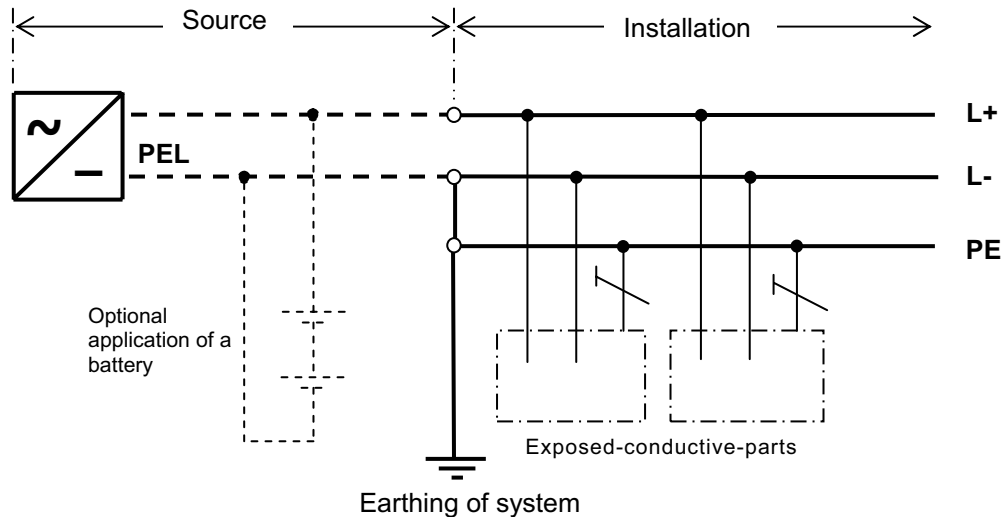 Source
Installation
L+
PEL
L-
PE
Optional
application of a
battery
Exposed-conductive-parts
Earthing of system